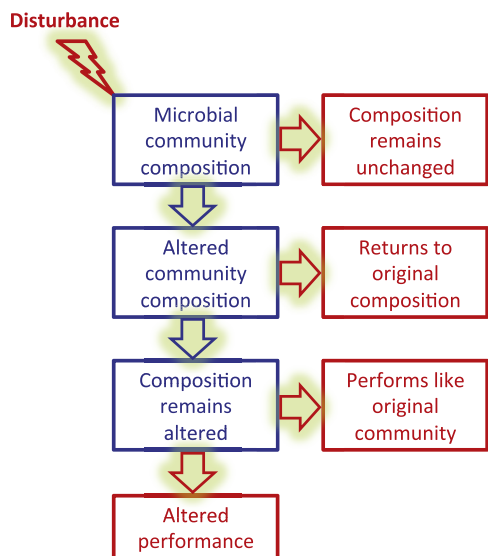 Disturbance
Microbial
community
composition
Composition
remains
unchanged
Altered
community
composition
Returns to
original
composition
Composition
remains
altered
Performs like
original
community
Altered
performance